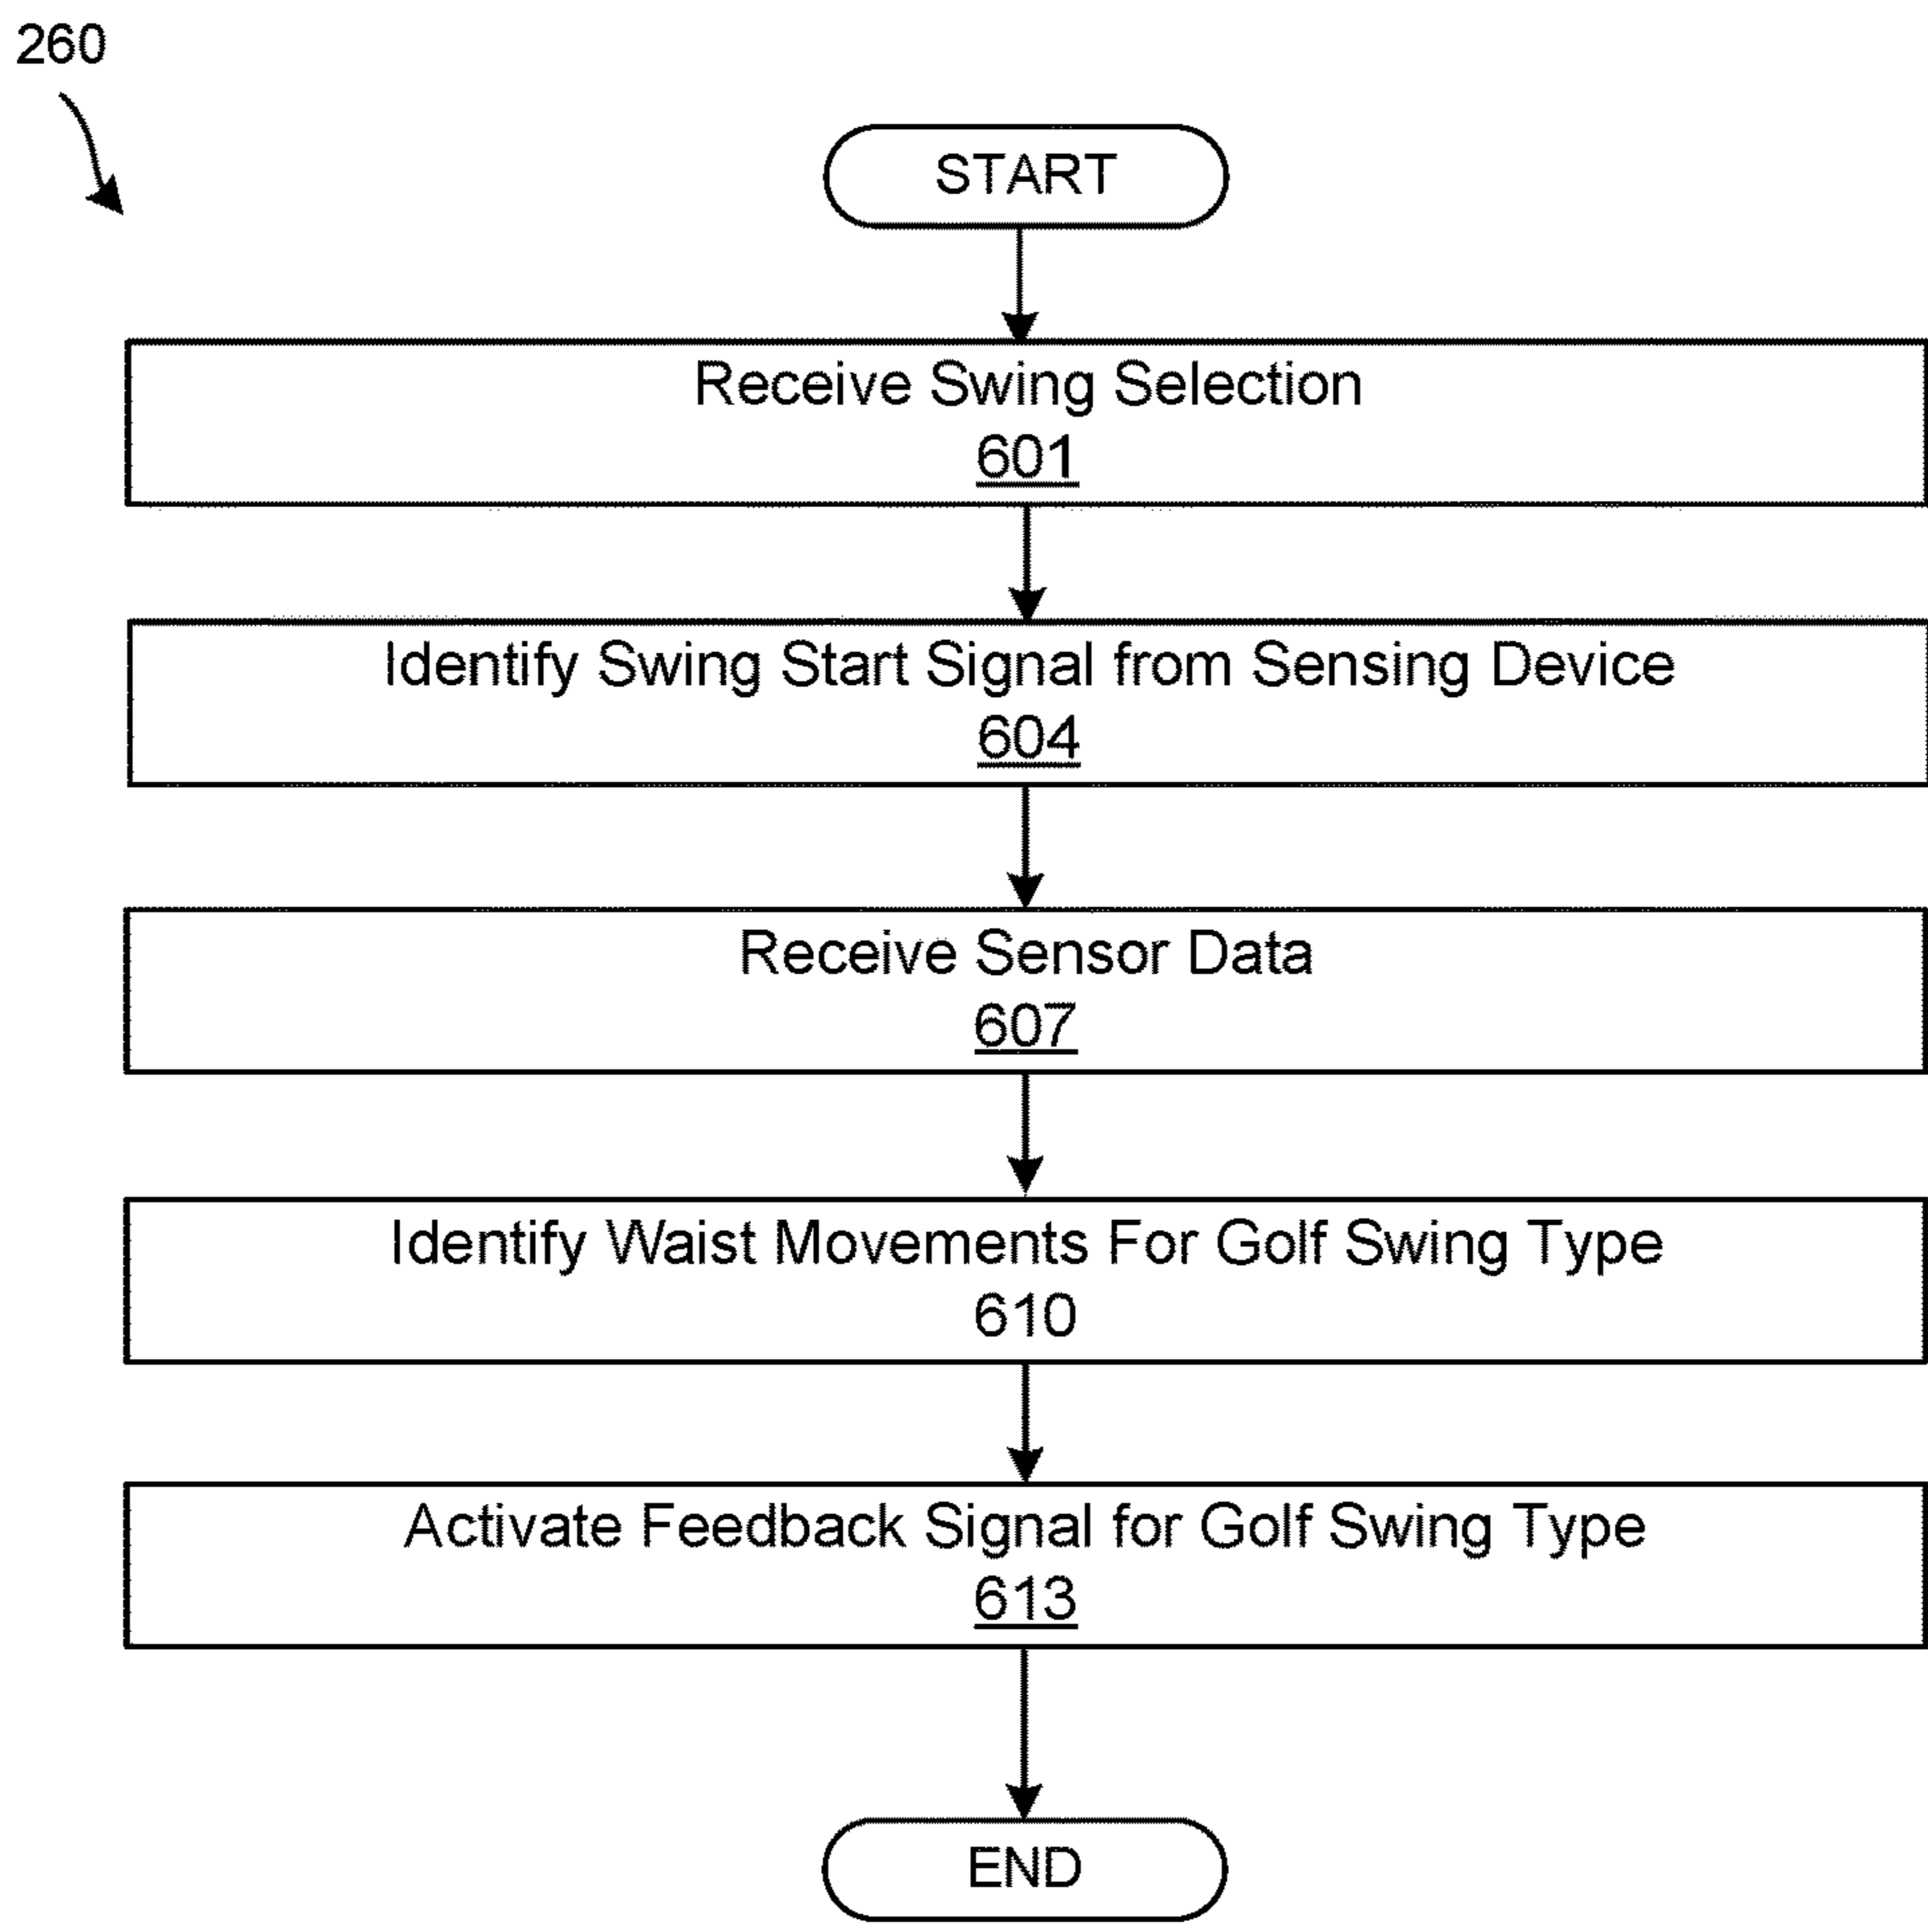 260
START
Receive Swing Selection
601
Identify Swing Start Signal from Sensing Device
604
Receive Sensor Data
607
Identify Waist Movements For Golf Swing Type
610
Activate Feedback Signal for Golf Swing Type
613
END